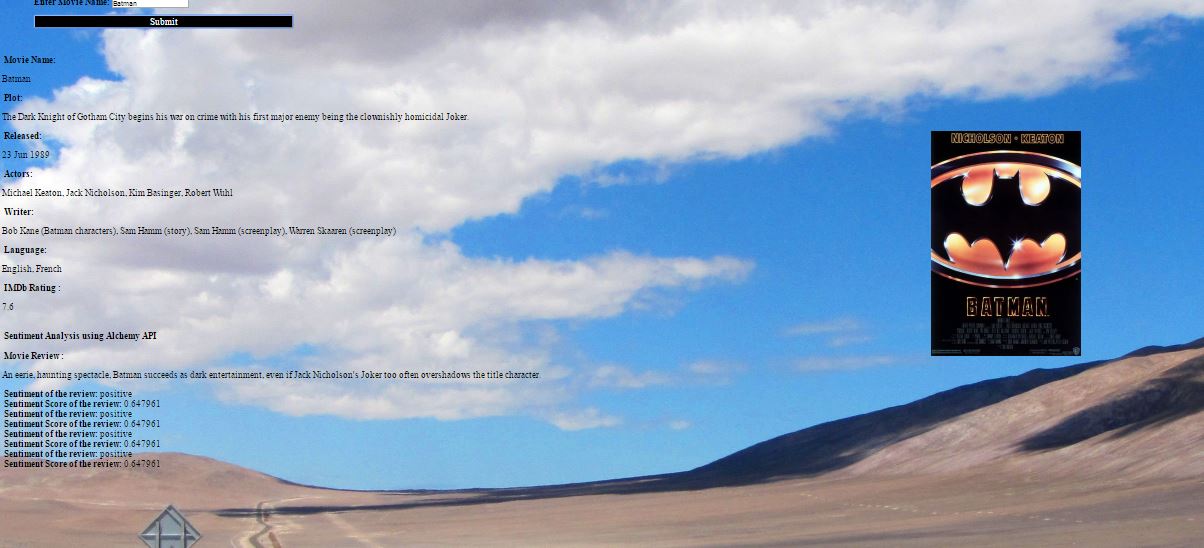 Enter Movie Name: Batman
Submit
Movie Name:
Batman
Plot:
The Dark Knight of Gotham City begins his war on crime with his first major enemy being the clownishly homicidal Joker.
Released:
23 Jun 1989
Actors:
Michael Keaton, Jack Nicholson, Kim Basinger, Robert Wuhl
Writer:
Bob Kane (Batman characters), Sam Hamm (story), Sam Hamm (screenplay), Warren Skaaren (screenplay)
Language:
English, French
IMDb Rating :
7.6
Sentiment Analysis using Alchemy API
Movie Review :
An eerie, haunting spectacle, Batman succeeds as dark entertainment, even if Jack Nicholson's Joker too often overshadows the title character.
Sentiment of the review: positive
Sentiment Score of the review: 0.647961
Sentiment of the review: positive
Sentiment Score of the review: 0.647961
Sentiment of the review: positive
Sentiment Score of the review: 0.647961
Sentiment of the review: positive
Sentiment Score of the review: 0.647961
NICHOLSON • KEATON
BATMAN